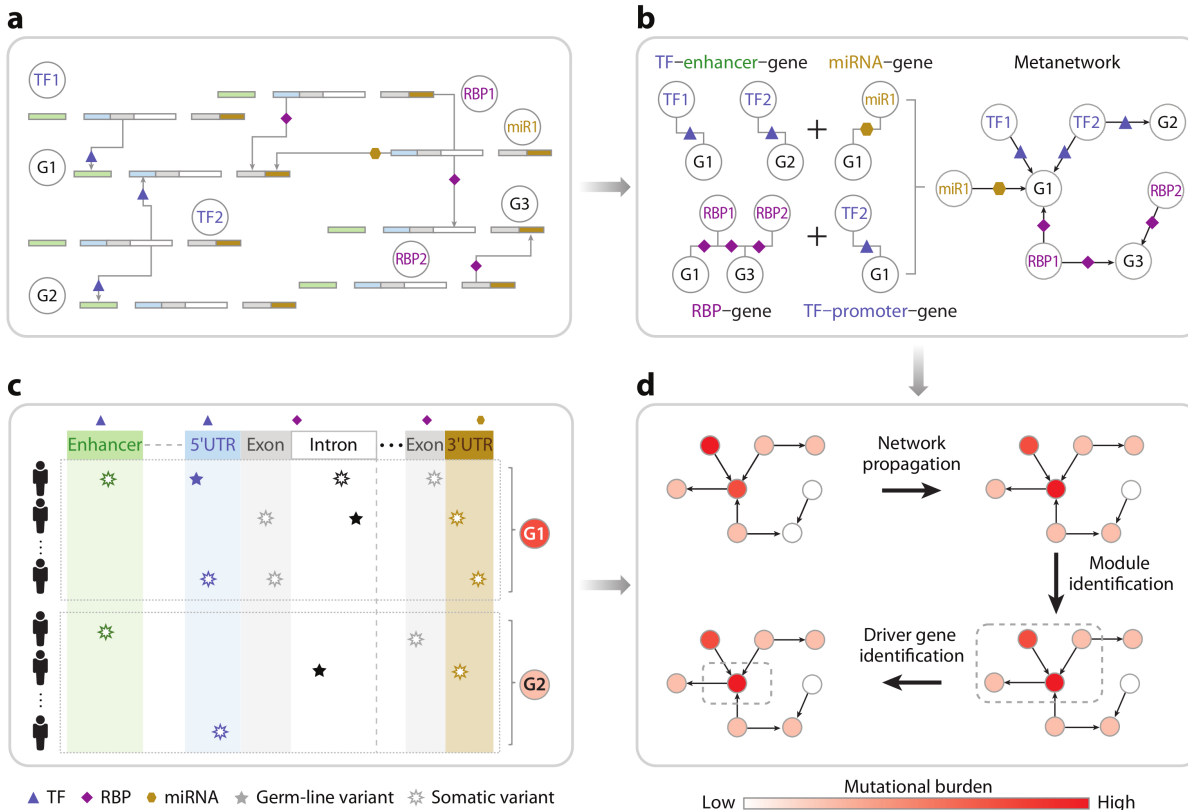 a
TF1
RBP1
miR1
G1
G3
TF2
RBP2
G2
b
TF–enhancer–gene
miRNA–gene
Metanetwork
TF1
TF2
miR1
G1
G2
G1
RBP1
RBP2
TF2
G1
G3
G1
RBP–gene
TF–promoter–gene
TF1
TF2
G2
miR1
G1
RBP2
RBP1
G3
c
Enhancer
5'UTR
Exon
Intron
Exon
3'UTR
G1
G2
TF
RBP
miRNA
Germ-line variant
Somatic variant
d
Network
propagation
Module
identification
Driver gene
identification
Mutational burden
Low
High